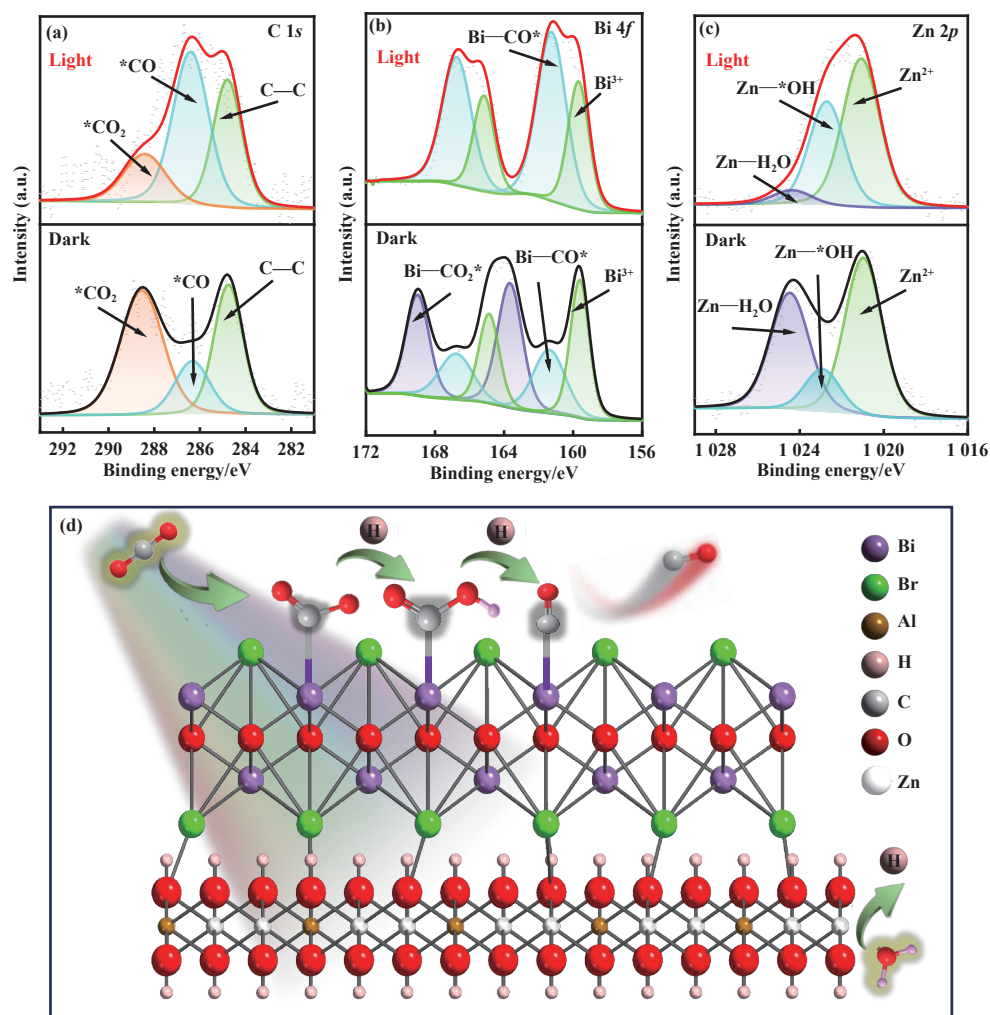 (a)
C 1s
Light
*CO
C—C
*CO₂
Dark
*CO₂
*CO
C—C
Intensity (a.u.)
292 290 288 286 284 282
Binding energy/eV
(b)
Bi 4f
Light
Bi—CO*
Bi³⁺
Dark
Bi—CO₂*
Bi—CO*
Bi³⁺
Intensity (a.u.)
172 168 164 160 156
Binding energy/eV
(c)
Zn 2p
Light
Zn—*OH
Zn²⁺
Zn—H₂O
Dark
Zn—*OH
Zn²⁺
Zn—H₂O
Intensity (a.u.)
1 028 1 024 1 020 1 016
Binding energy/eV
(d)
H
H
Bi
Br
Al
H
C
O
Zn
H